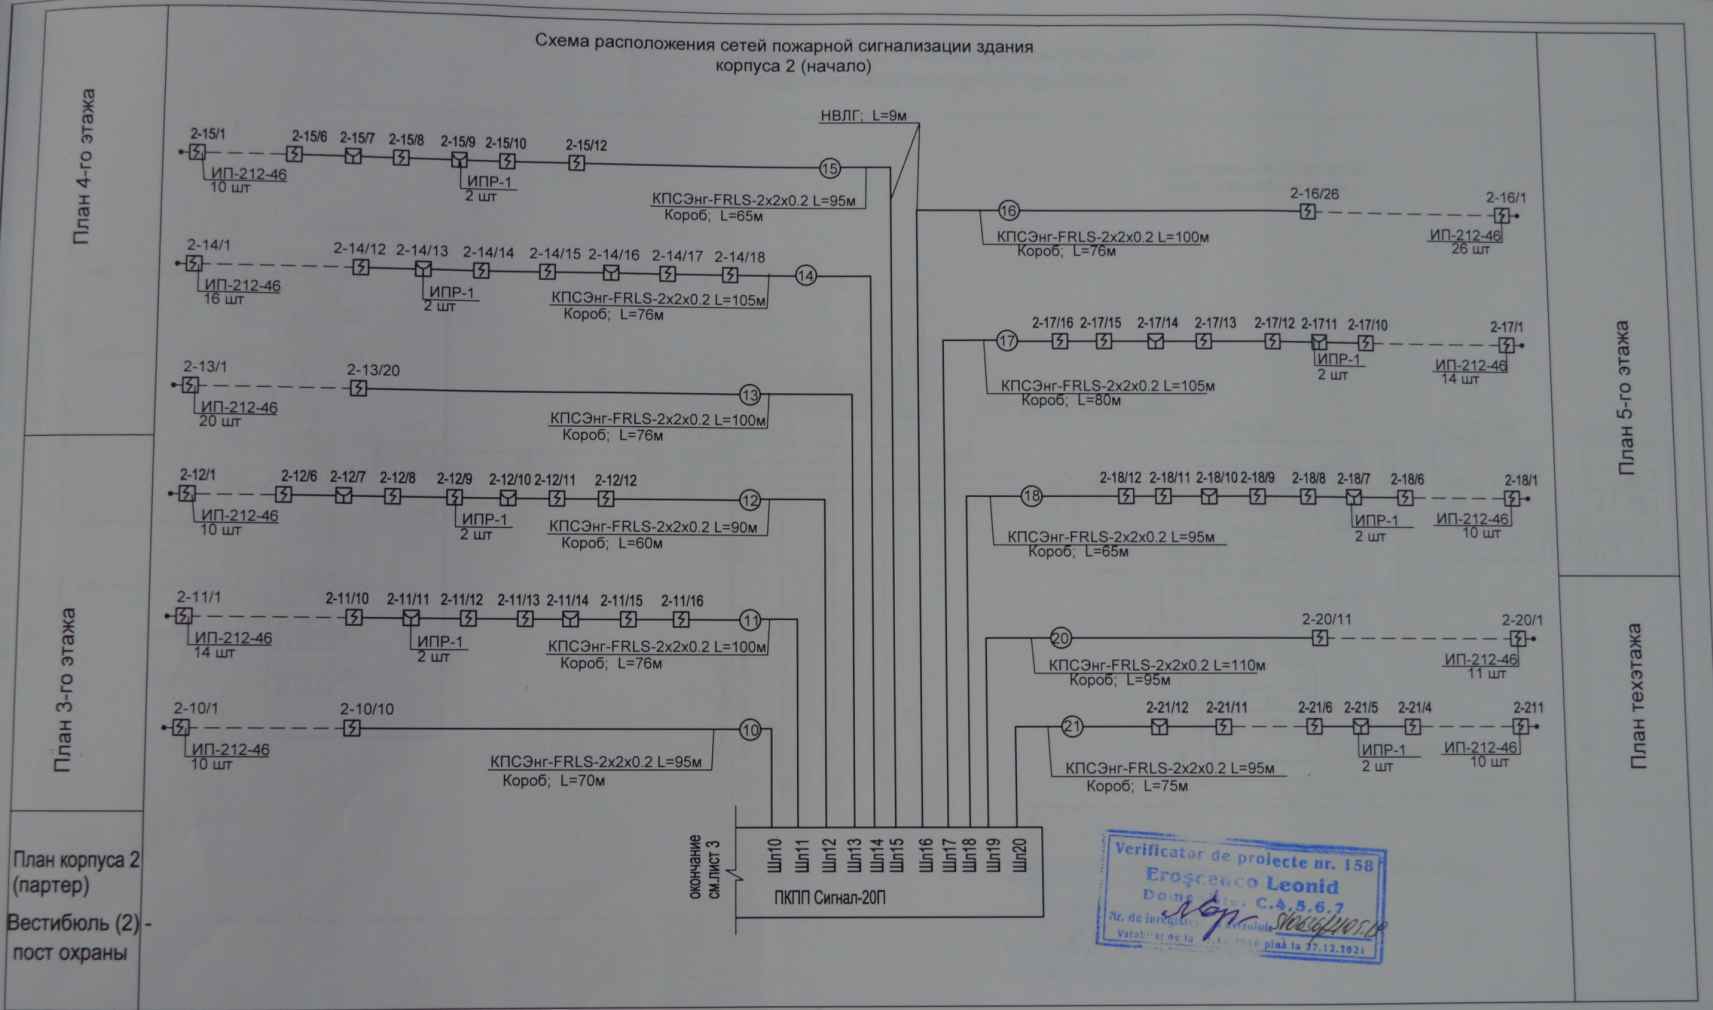 Схема расположения сетей пожарной сигнализации здания
корпуса 2 (начало)
План 4-го этажа
План 3-го этажа
План корпуса 2
(партер)
Вестибюль (2) -
пост охраны
НВЛГ; L=9м
2-15/1 2-15/6 2-15/7 2-15/8 2-15/9 2-15/10 2-15/12
15
ИП-212-46
10 шт
ИПР-1
2 шт
КПСЭнг-FRLS-2x2x0.2 L=95м
Короб; L=65м
2-14/1 2-14/12 2-14/13 2-14/14 2-14/15 2-14/16 2-14/17 2-14/18
14
ИП-212-46
16 шт
ИПР-1
2 шт
КПСЭнг-FRLS-2x2x0.2 L=105м
Короб; L=76м
2-13/1 2-13/20
13
ИП-212-46
20 шт
КПСЭнг-FRLS-2x2x0.2 L=100м
Короб; L=76м
2-12/1 2-12/6 2-12/7 2-12/8 2-12/9 2-12/10 2-12/11 2-12/12
12
ИП-212-46
10 шт
ИПР-1
2 шт
КПСЭнг-FRLS-2x2x0.2 L=90м
Короб; L=60м
2-11/1 2-11/10 2-11/11 2-11/12 2-11/13 2-11/14 2-11/15 2-11/16
11
ИП-212-46
14 шт
ИПР-1
2 шт
КПСЭнг-FRLS-2x2x0.2 L=100м
Короб; L=76м
2-10/1 2-10/10
10
ИП-212-46
10 шт
КПСЭнг-FRLS-2x2x0.2 L=95м
Короб; L=70м
16
2-16/26 2-16/1
КПСЭнг-FRLS-2x2x0.2 L=100м
Короб; L=76м
ИП-212-46
26 шт
17
2-17/16 2-17/15 2-17/14 2-17/13 2-17/12 2-1711 2-17/10 2-17/1
ИПР-1
2 шт
ИП-212-46
14 шт
КПСЭнг-FRLS-2x2x0.2 L=105м
Короб; L=80м
18
2-18/12 2-18/11 2-18/10 2-18/9 2-18/8 2-18/7 2-18/6 2-18/1
ИПР-1
2 шт
ИП-212-46
10 шт
КПСЭнг-FRLS-2x2x0.2 L=95м
Короб; L=65м
20
2-20/11 2-20/1
КПСЭнг-FRLS-2x2x0.2 L=110м
Короб; L=95м
ИП-212-46
11 шт
21
2-21/12 2-21/11 2-21/6 2-21/5 2-21/4 2-211
ИПР-1
2 шт
ИП-212-46
10 шт
КПСЭнг-FRLS-2x2x0.2 L=95м
Короб; L=75м
План 5-го этажа
План техэтажа
окончание
см.лист 3
Шл10 Шл11 Шл12 Шл13 Шл14 Шл15 Шл16 Шл17 Шл18 Шл19 Шл20
ПКПП Сигнал-20П
Verificator de proiecte nr. 158
Eroşcenco Leonid
C.4,5,6,7
Nr. de
de la
pînă la 27.12.2021